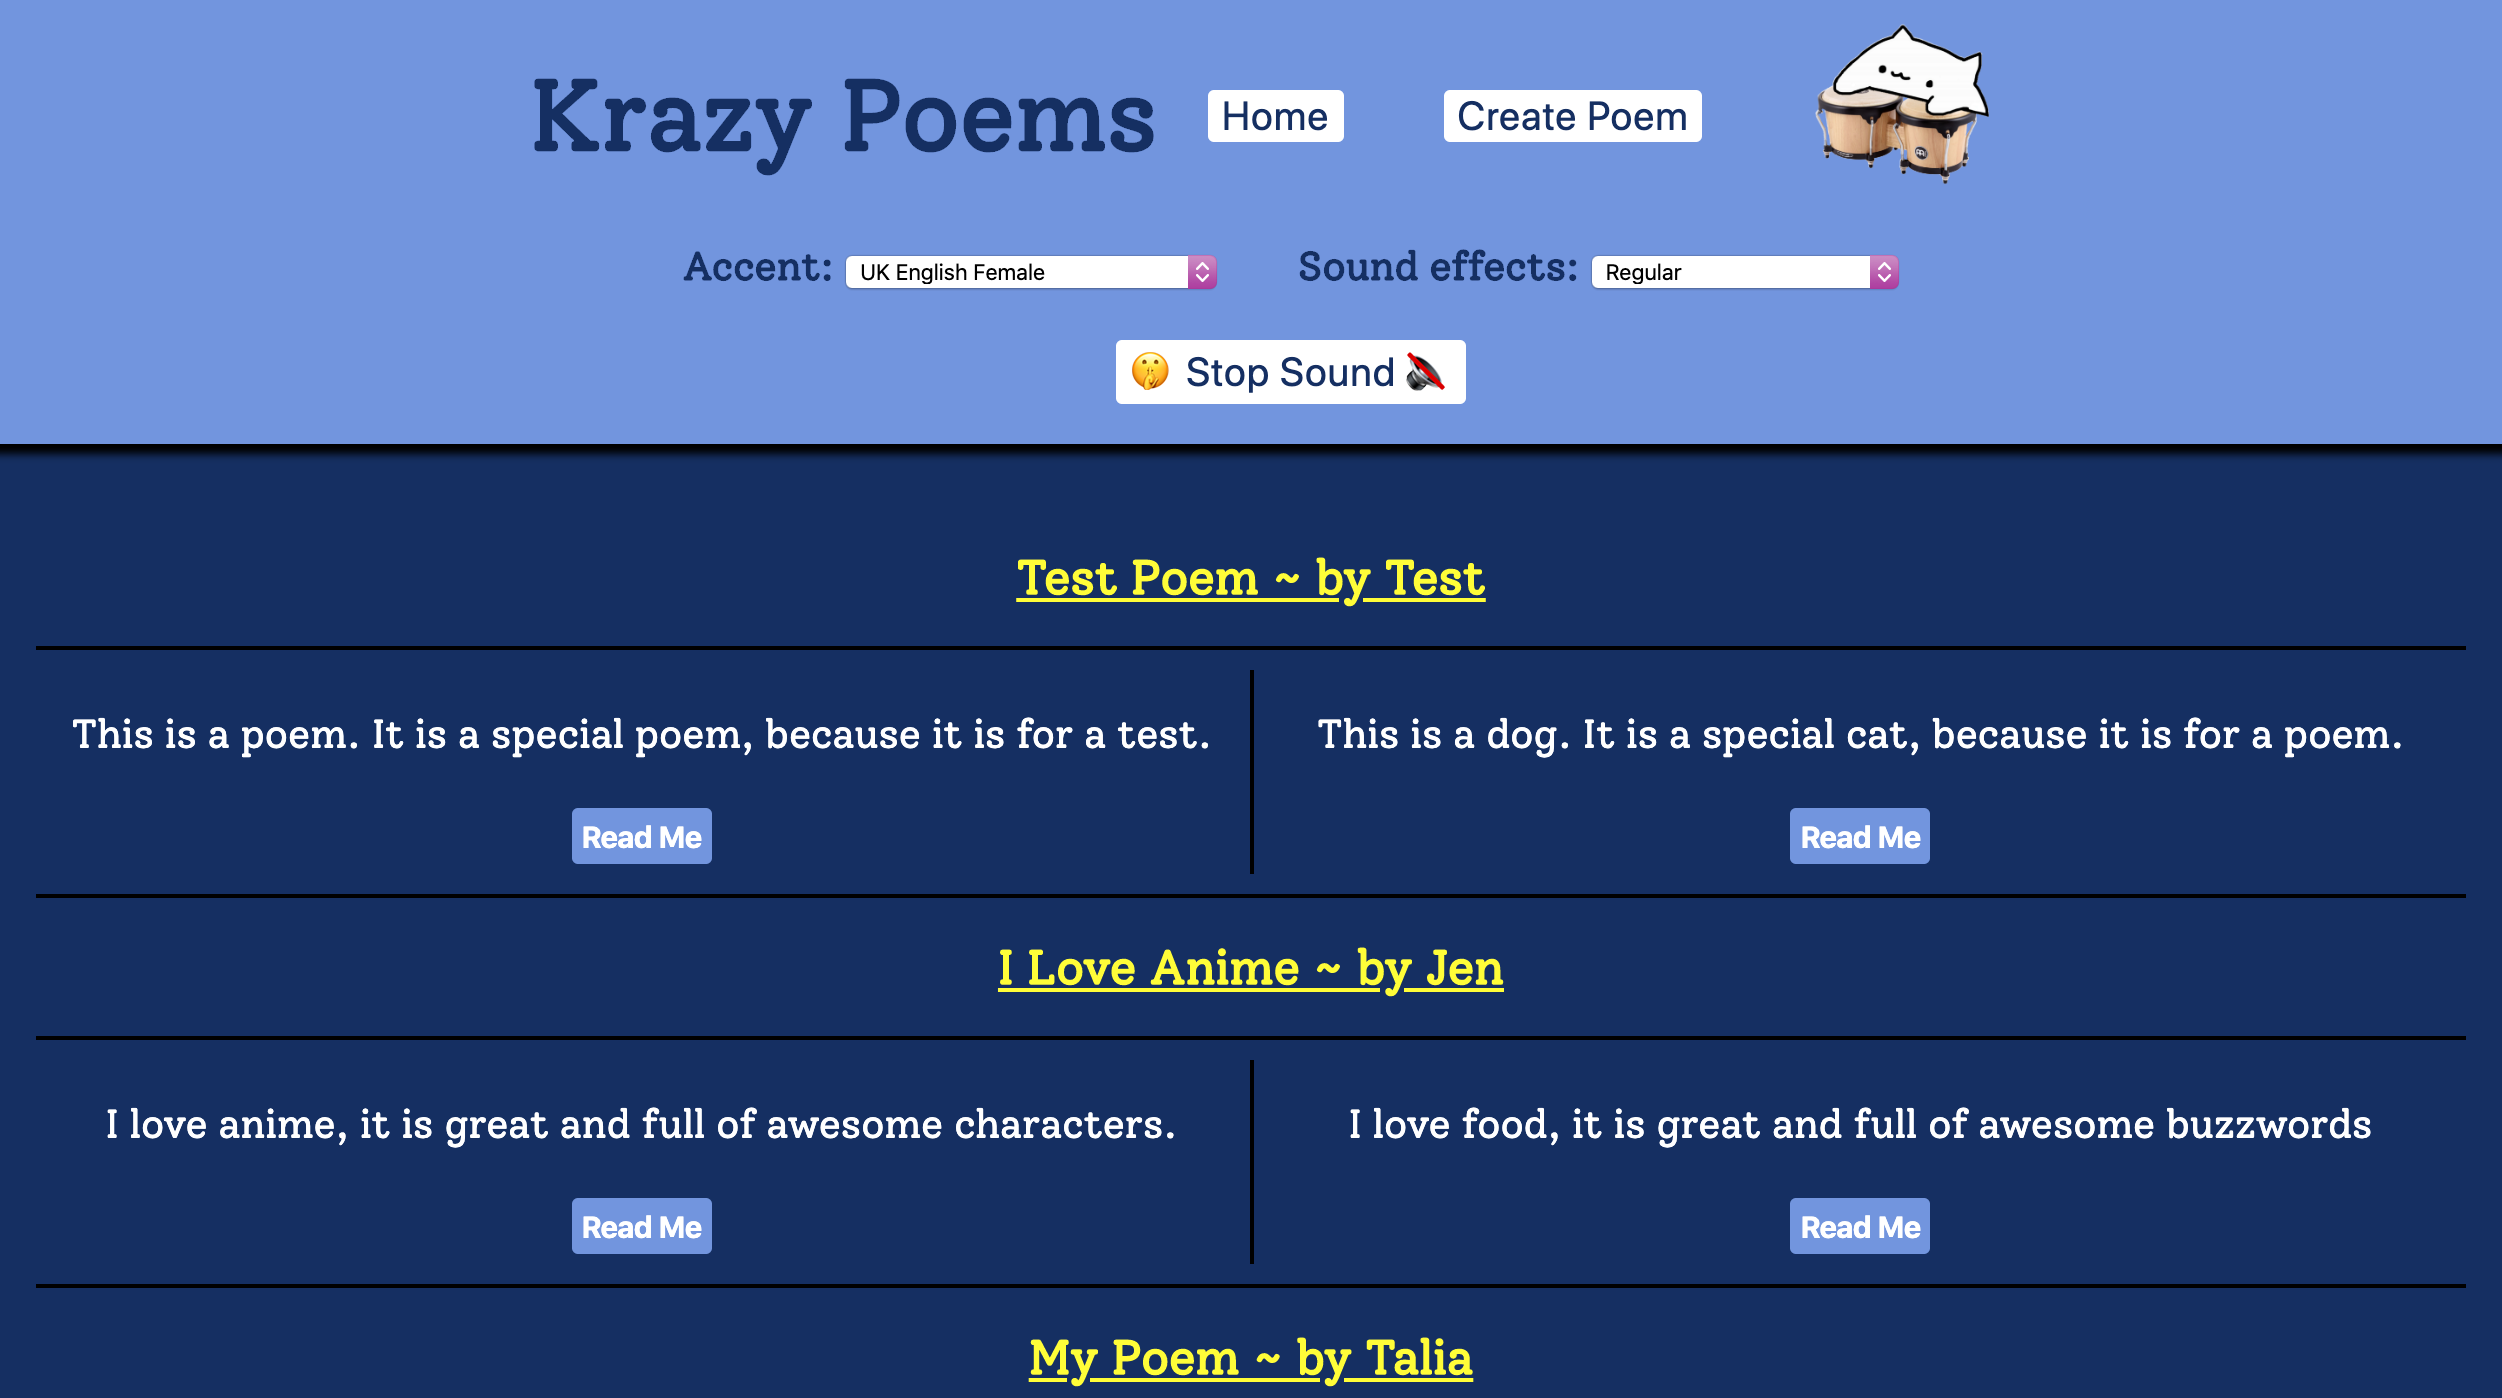 Krazy Poems Home Create Poem
Accent: UK English Female Sound effects: Regular
🤫 Stop Sound 🔇
Test Poem ~ by Test
This is a poem. It is a special poem, because it is for a test.
Read Me
This is a dog. It is a special cat, because it is for a poem.
Read Me
I Love Anime ~ by Jen
I love anime, it is great and full of awesome characters.
Read Me
I love food, it is great and full of awesome buzzwords
Read Me
My Poem ~ by Talia